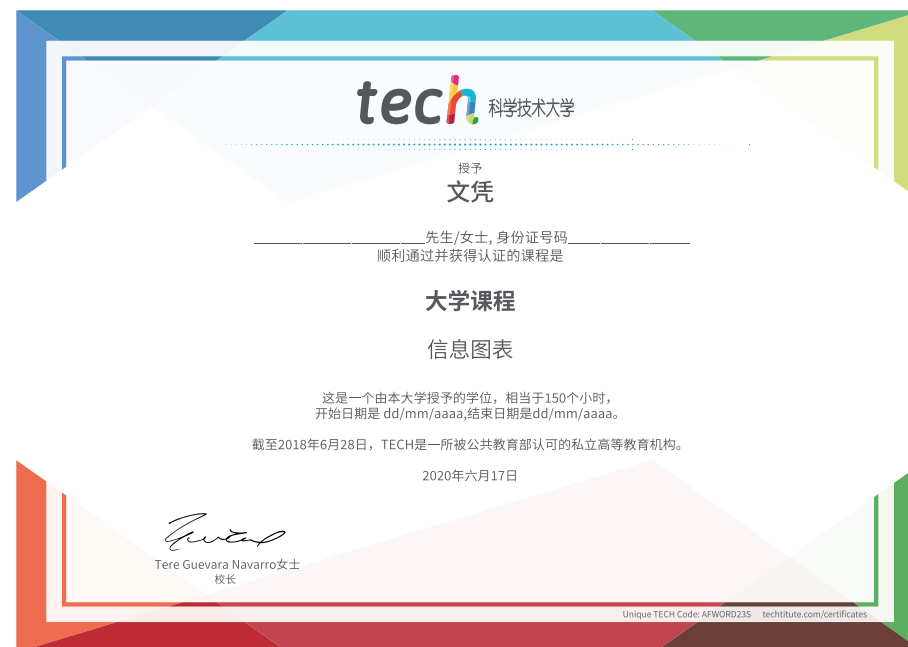 tech 科学技术大学
授予
文凭
______________________先生/女士, 身份证号码_______________
顺利通过并获得认证的课程是
大学课程
信息图表
这是一个由本大学授予的学位，相当于150个小时，
开始日期是 dd/mm/aaaa,结束日期是dd/mm/aaaa。
截至2018年6月28日，TECH是一所被公共教育部认可的私立高等教育机构。
2020年六月17日
Tere Guevara Navarro女士
校长
Unique TECH Code: AFWORD23S techtitute.com/certificates